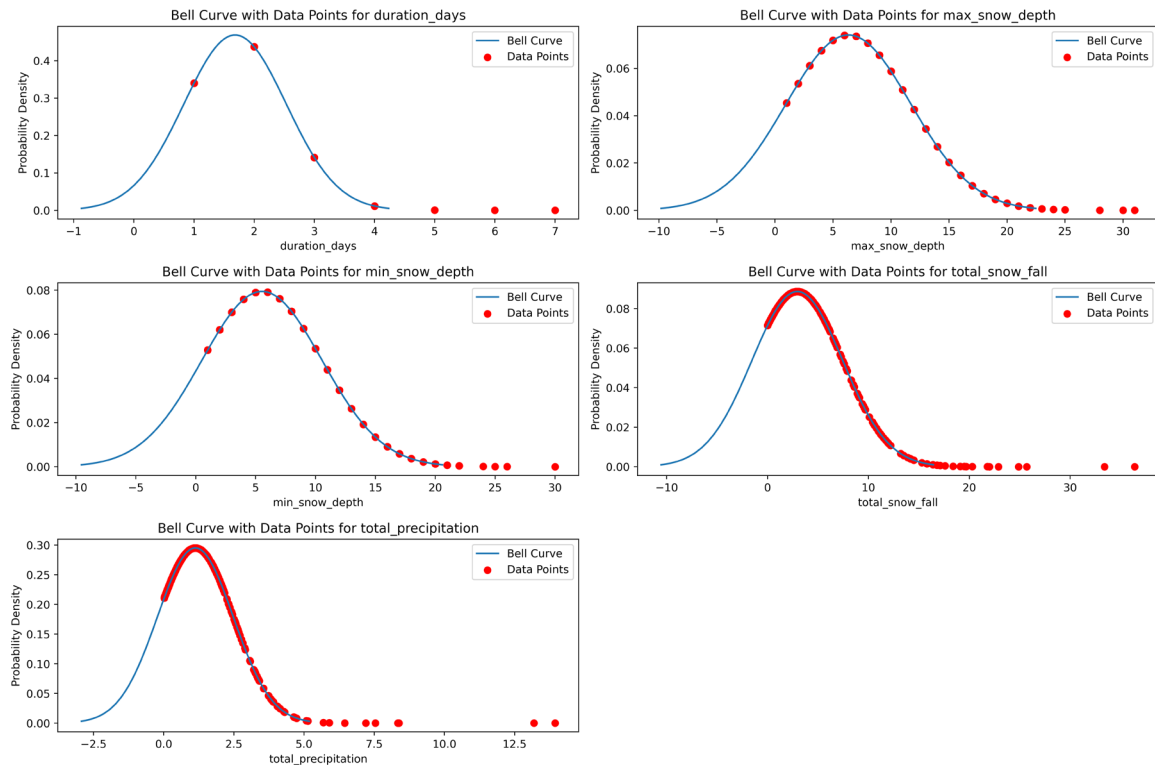 Bell Curve with Data Points for duration_days
Bell Curve
Data Points
Probability Density
0.4
0.3
0.2
0.1
0.0
−1 0 1 2 3 4 5 6 7
duration_days
Bell Curve with Data Points for max_snow_depth
Bell Curve
Data Points
Probability Density
0.06
0.04
0.02
0.00
−10 −5 0 5 10 15 20 25 30
max_snow_depth
Bell Curve with Data Points for min_snow_depth
Bell Curve
Data Points
Probability Density
0.08
0.06
0.04
0.02
0.00
−10 −5 0 5 10 15 20 25 30
min_snow_depth
Bell Curve with Data Points for total_snow_fall
Bell Curve
Data Points
Probability Density
0.08
0.06
0.04
0.02
0.00
−10 0 10 20 30
total_snow_fall
Bell Curve with Data Points for total_precipitation
Bell Curve
Data Points
Probability Density
0.30
0.25
0.20
0.15
0.10
0.05
0.00
−2.5 0.0 2.5 5.0 7.5 10.0 12.5
total_precipitation